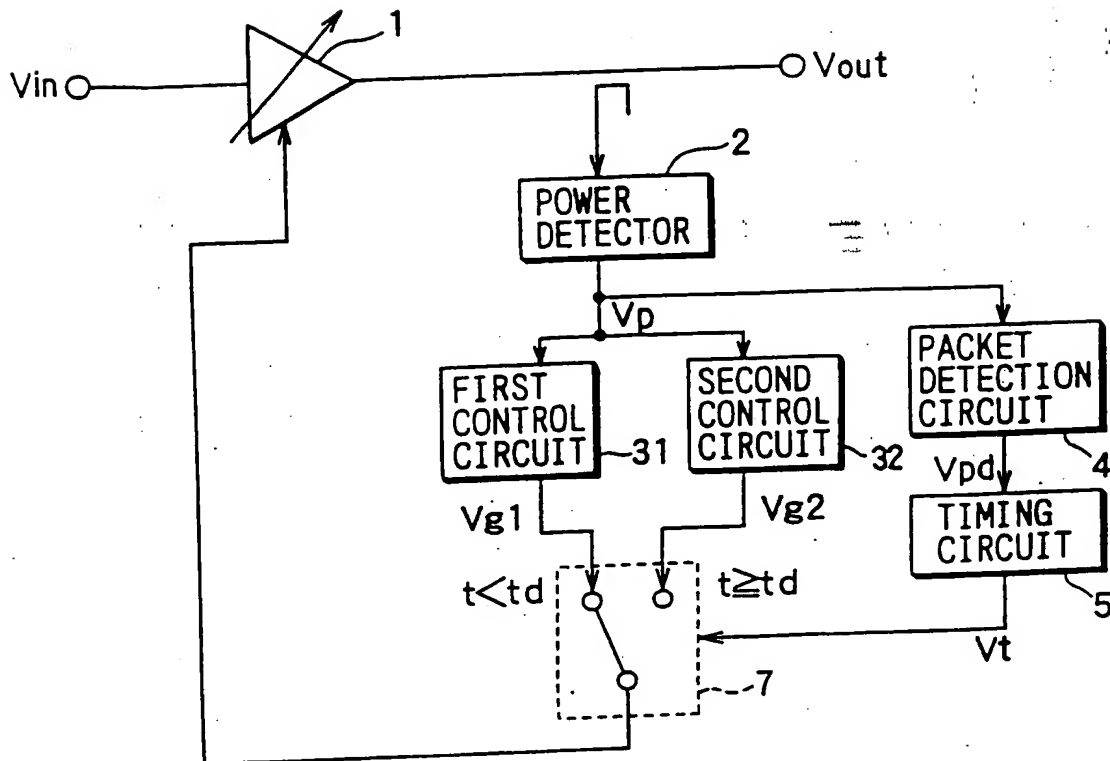 1
Vin
Vout
2
POWER
DETECTOR
Vp
FIRST
CONTROL
CIRCUIT
31
SECOND
CONTROL
CIRCUIT
32
PACKET
DETECTION
CIRCUIT
4
Vg1
Vg2
Vpd
TIMING
CIRCUIT
5
t<td
t≧td
Vt
7